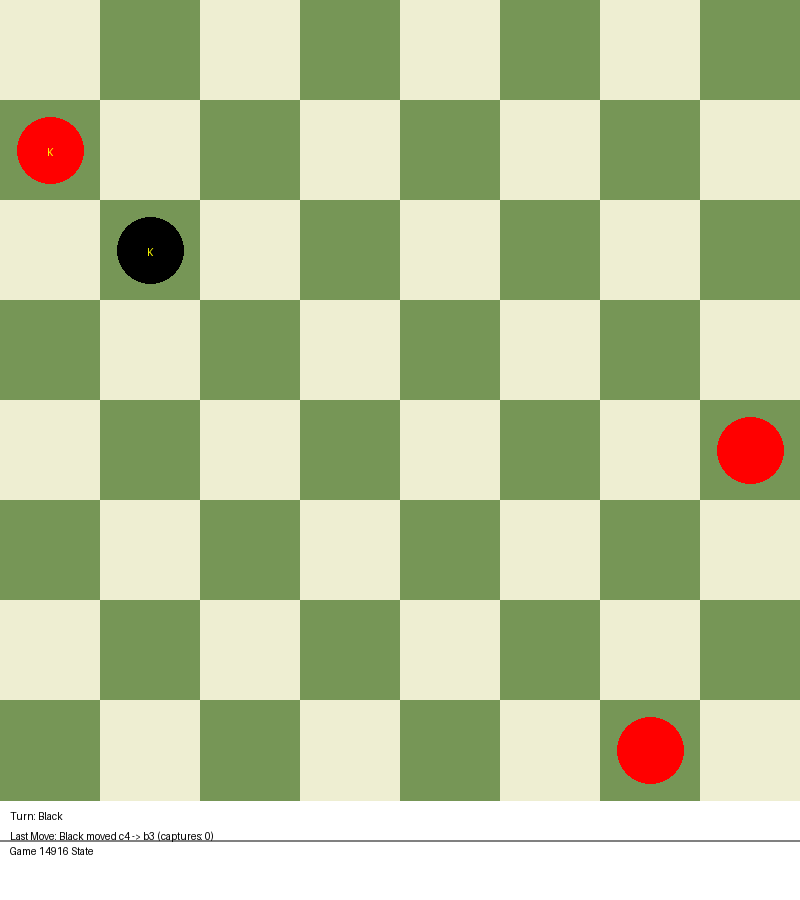 K
K
Turn: Black
Last Move: Black moved c4 -> b3 (captures: 0)
Game 14916 State